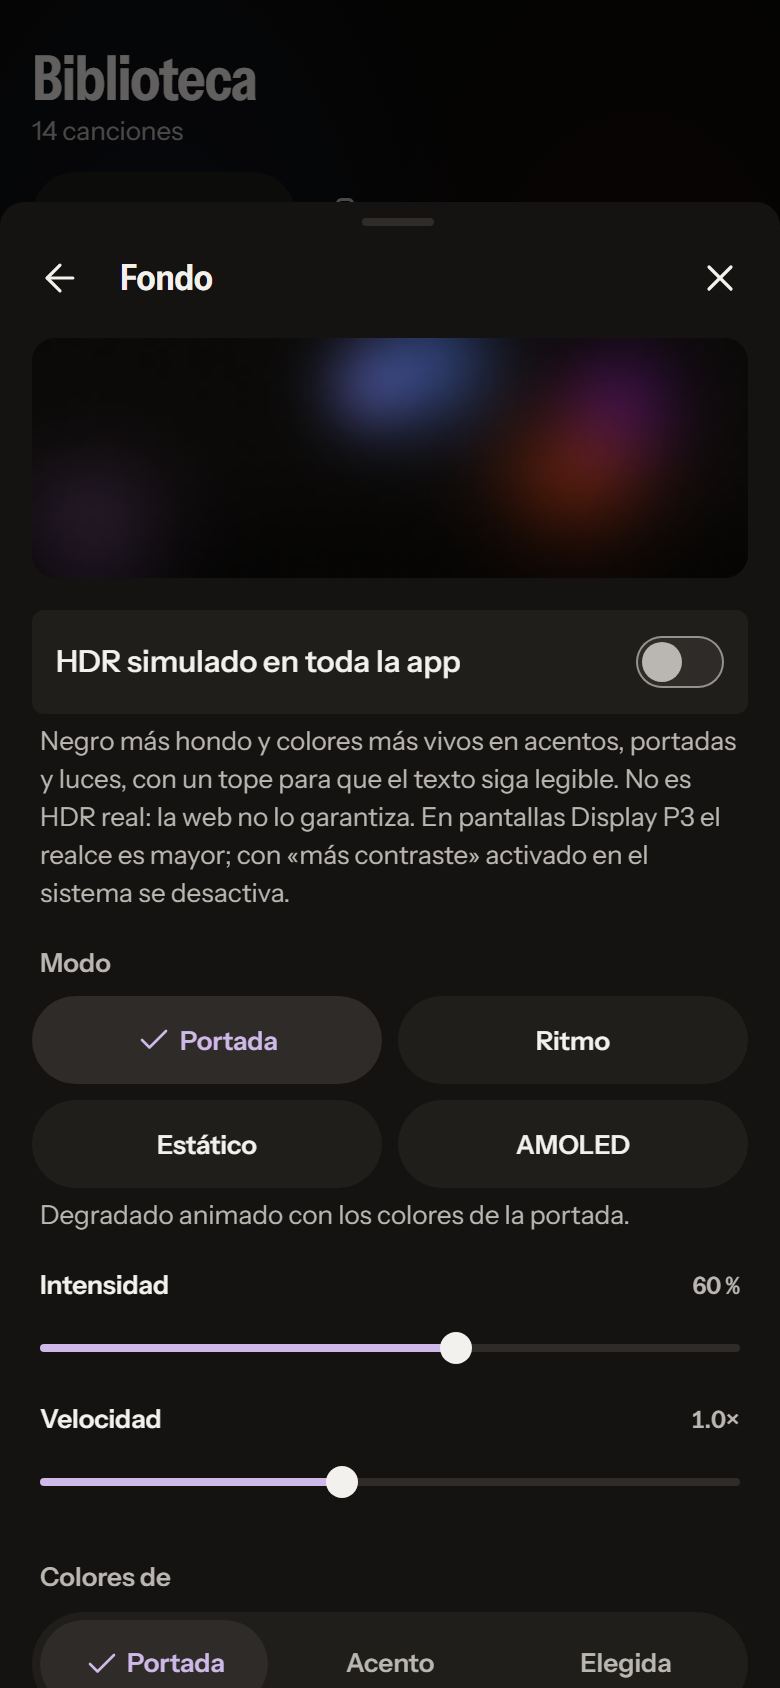 Biblioteca
14 canciones
Fondo
HDR simulado en toda la app
Negro más hondo y colores más vivos en acentos, portadas
y luces, con un tope para que el texto siga legible. No es
HDR real: la web no lo garantiza. En pantallas Display P3 el
realce es mayor; con «más contraste» activado en el
sistema se desactiva.
Modo
Portada
Ritmo
Estático
AMOLED
Degradado animado con los colores de la portada.
Intensidad
60 %
Velocidad
1.0×
Colores de
Portada
Acento
Elegida